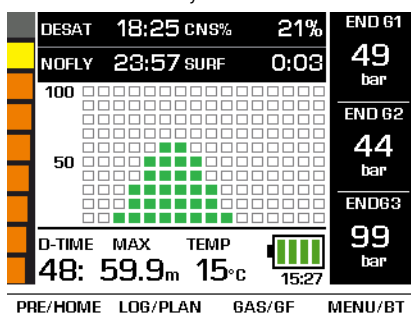 DESAT 18:25 CNS% 21%
NOFLY 23:57 SURF 0:03
END G1
49
bar
END G2
44
bar
ENDG3
99
bar
100
50
D-TIME MAX TEMP
48: 59.9m 15°C
15:27
PRE/HOME LOG/PLAN GAS/GF MENU/BT